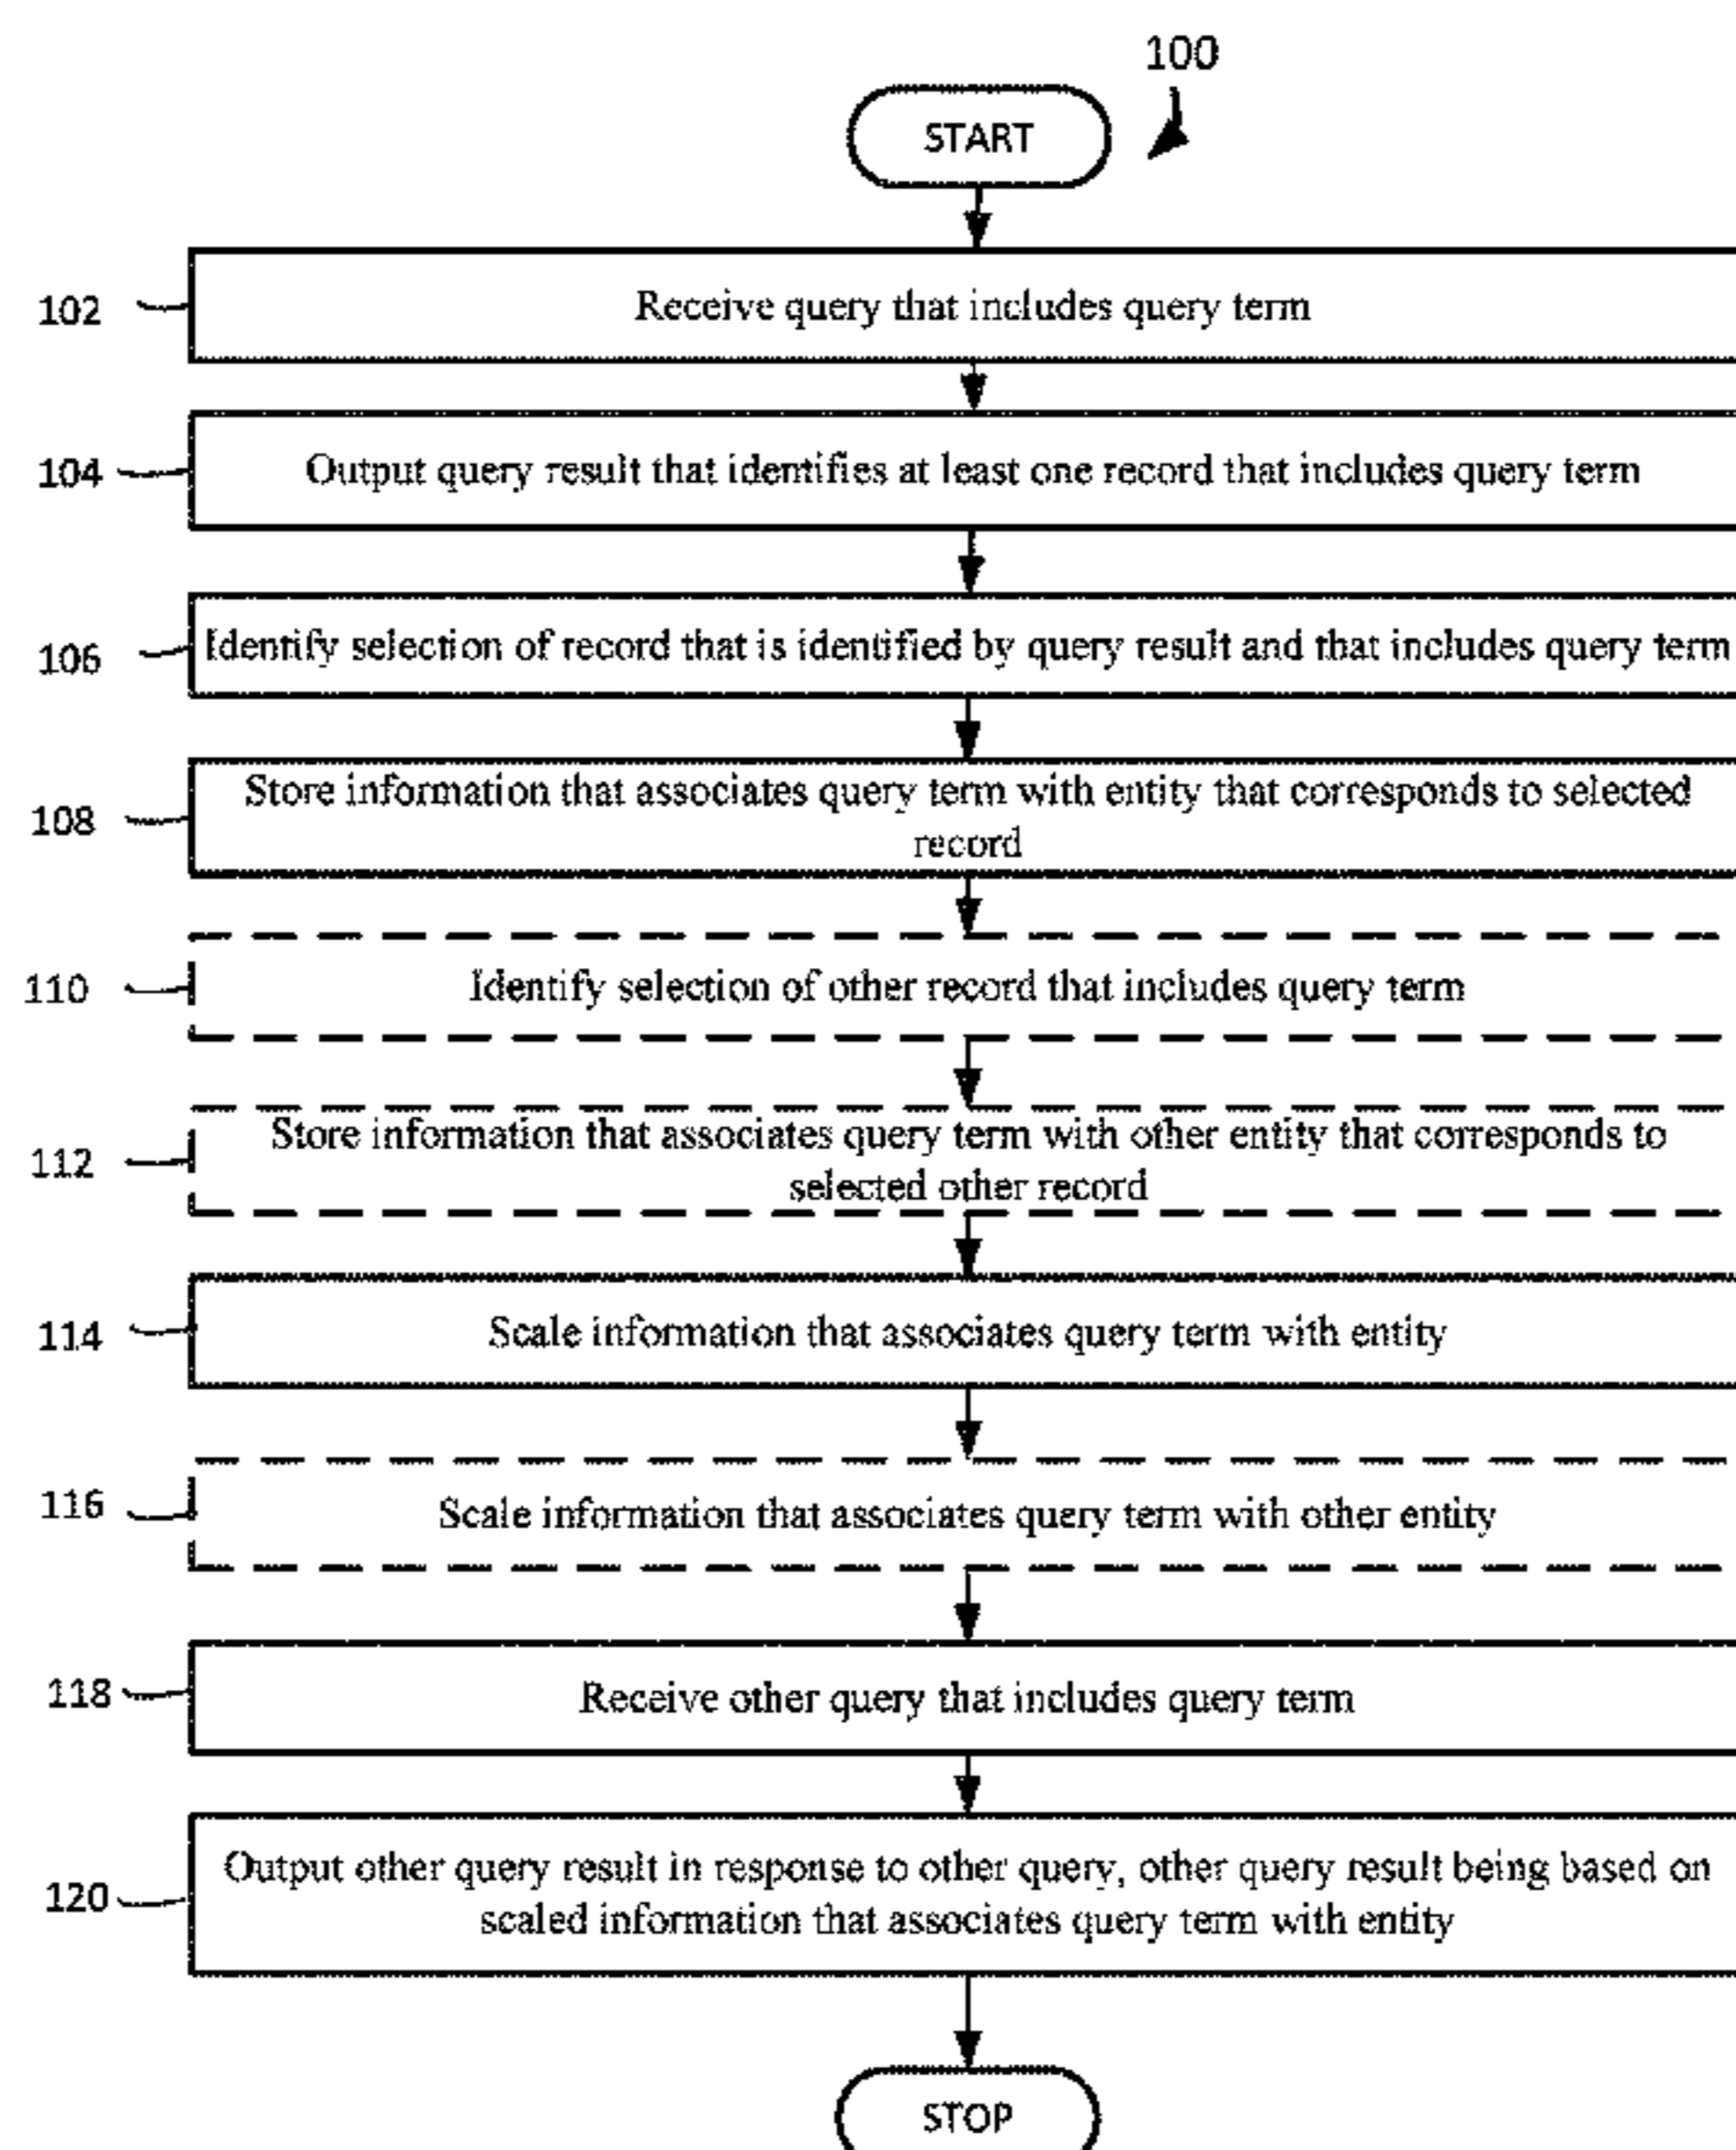 100
START
102
Receive query that includes query term
104
Output query result that identifies at least one record that includes query term
106
Identify selection of record that is identified by query result and that includes query term
108
Store information that associates query term with entity that corresponds to selected
record
110
Identify selection of other record that includes query term
112
Store information that associates query term with other entity that corresponds to
selected other record
114
Scale information that associates query term with entity
116
Scale information that associates query term with other entity
118
Receive other query that includes query term
120
Output other query result in response to other query, other query result being based on
scaled information that associates query term with entity
STOP